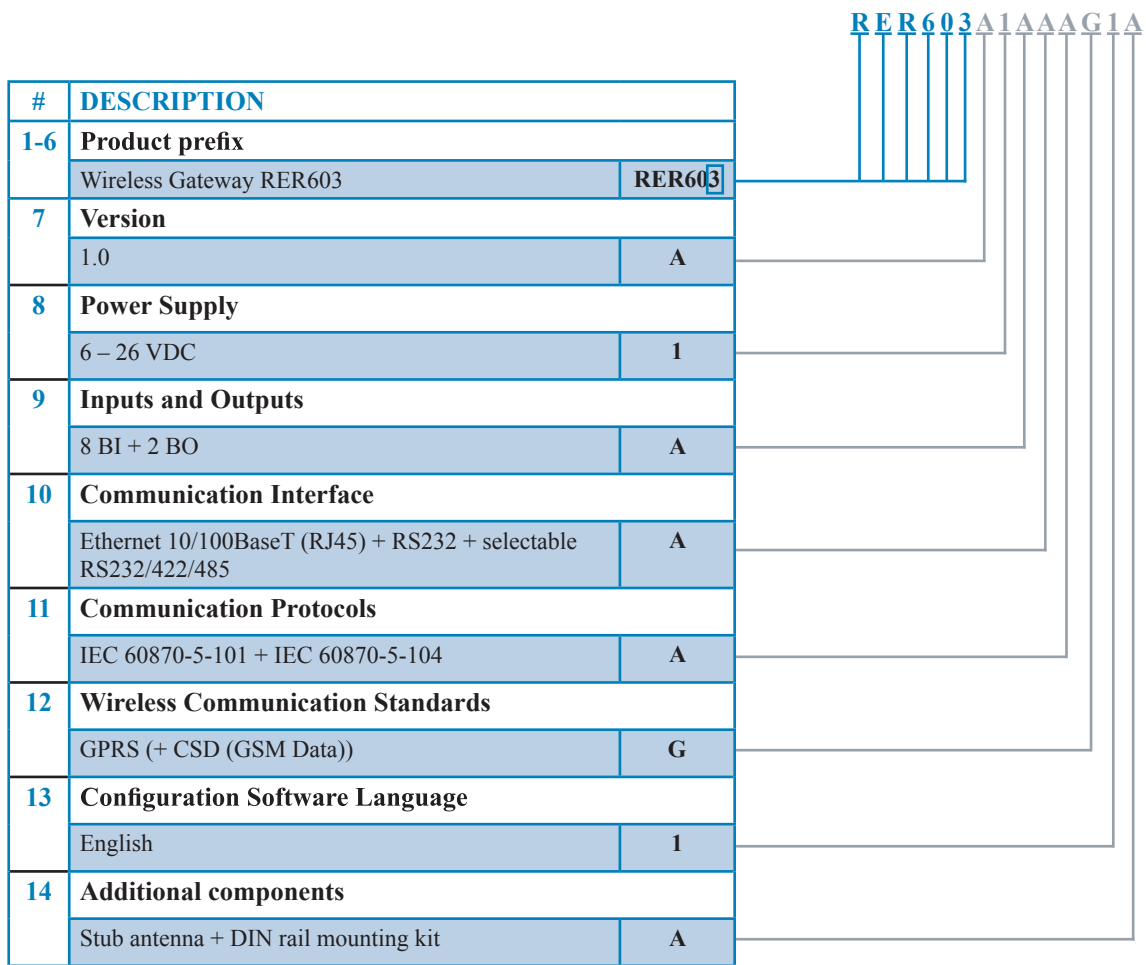 RER603A1AAAG1A
# DESCRIPTION
1-6 Product prefix
Wireless Gateway RER603 RER603
7 Version
1.0 A
8 Power Supply
6 – 26 VDC 1
9 Inputs and Outputs
8 BI + 2 BO A
10 Communication Interface
Ethernet 10/100BaseT (RJ45) + RS232 + selectable A
RS232/422/485
11 Communication Protocols
IEC 60870-5-101 + IEC 60870-5-104 A
12 Wireless Communication Standards
GPRS (+ CSD (GSM Data)) G
13 Configuration Software Language
English 1
14 Additional components
Stub antenna + DIN rail mounting kit A